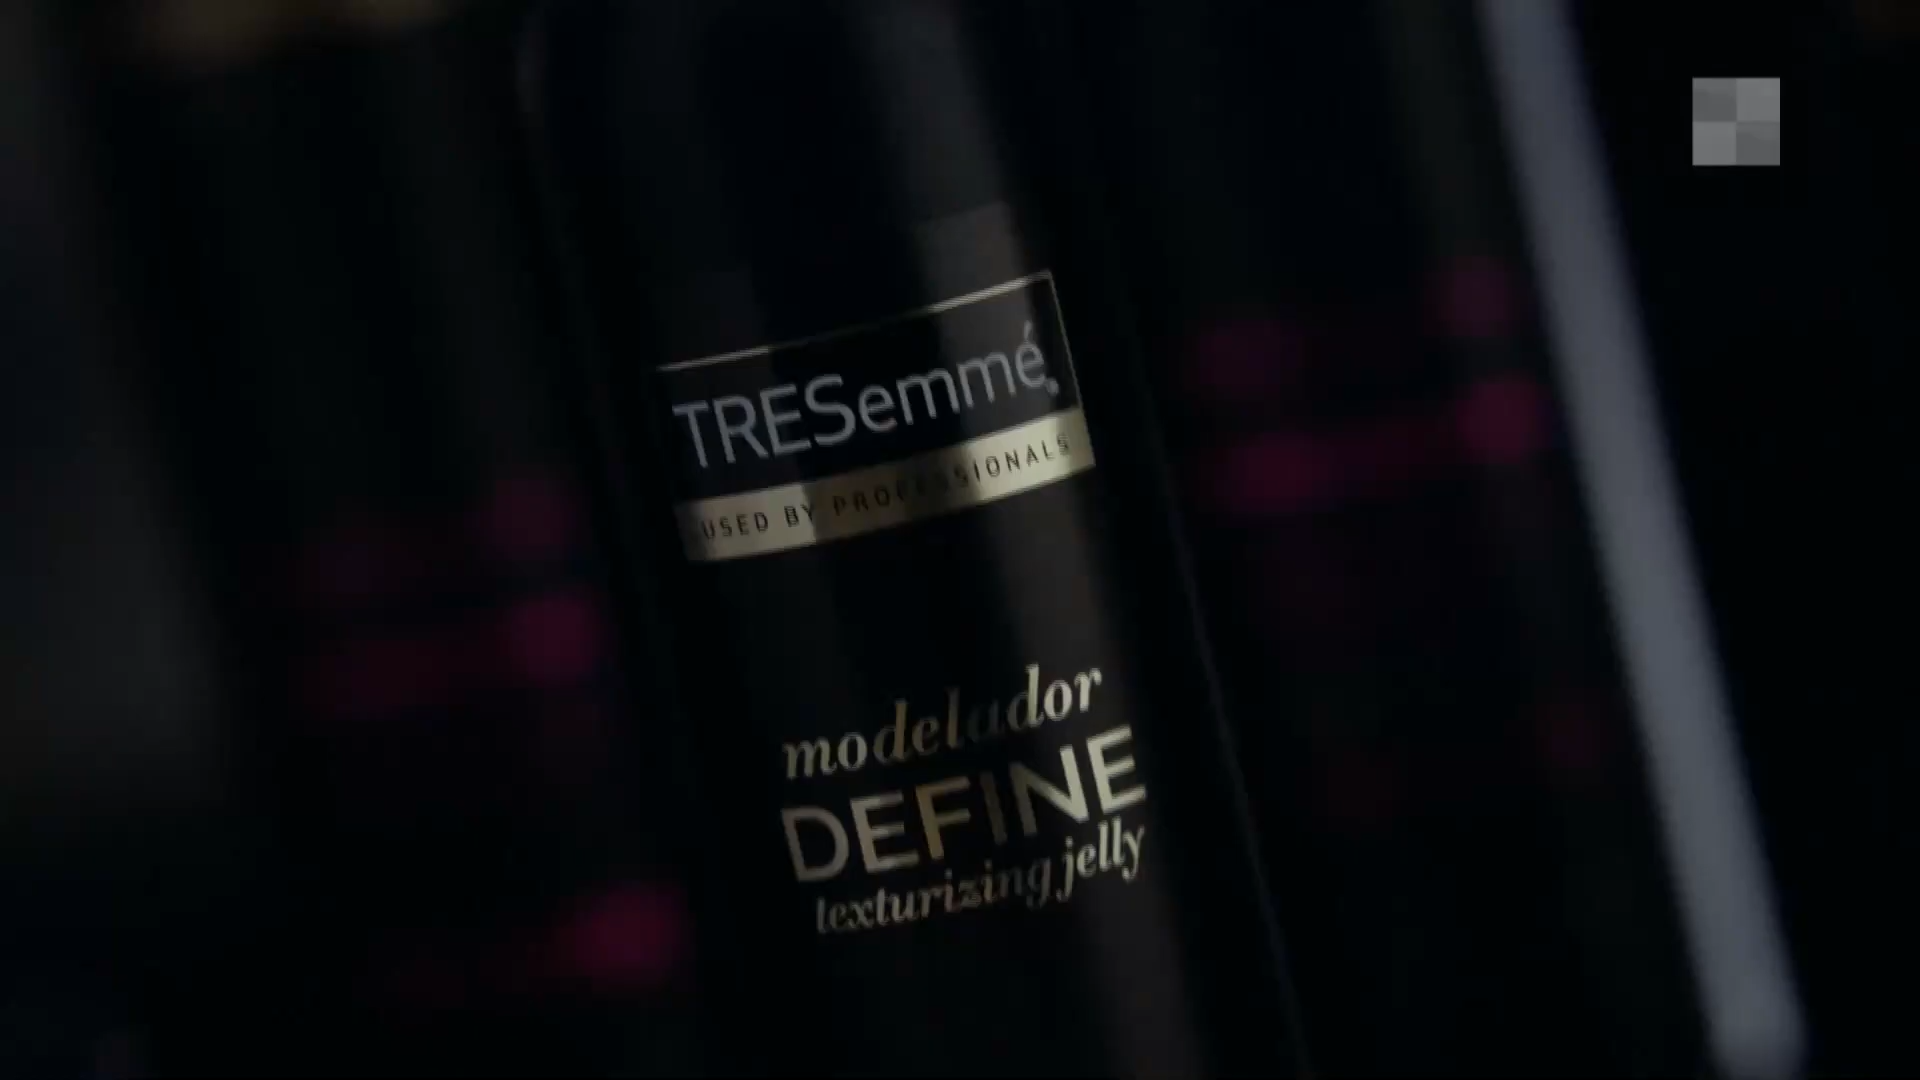 TRESemmé
USED BY PROFESSIONALS
modelador
DEFINE
texturizing jelly